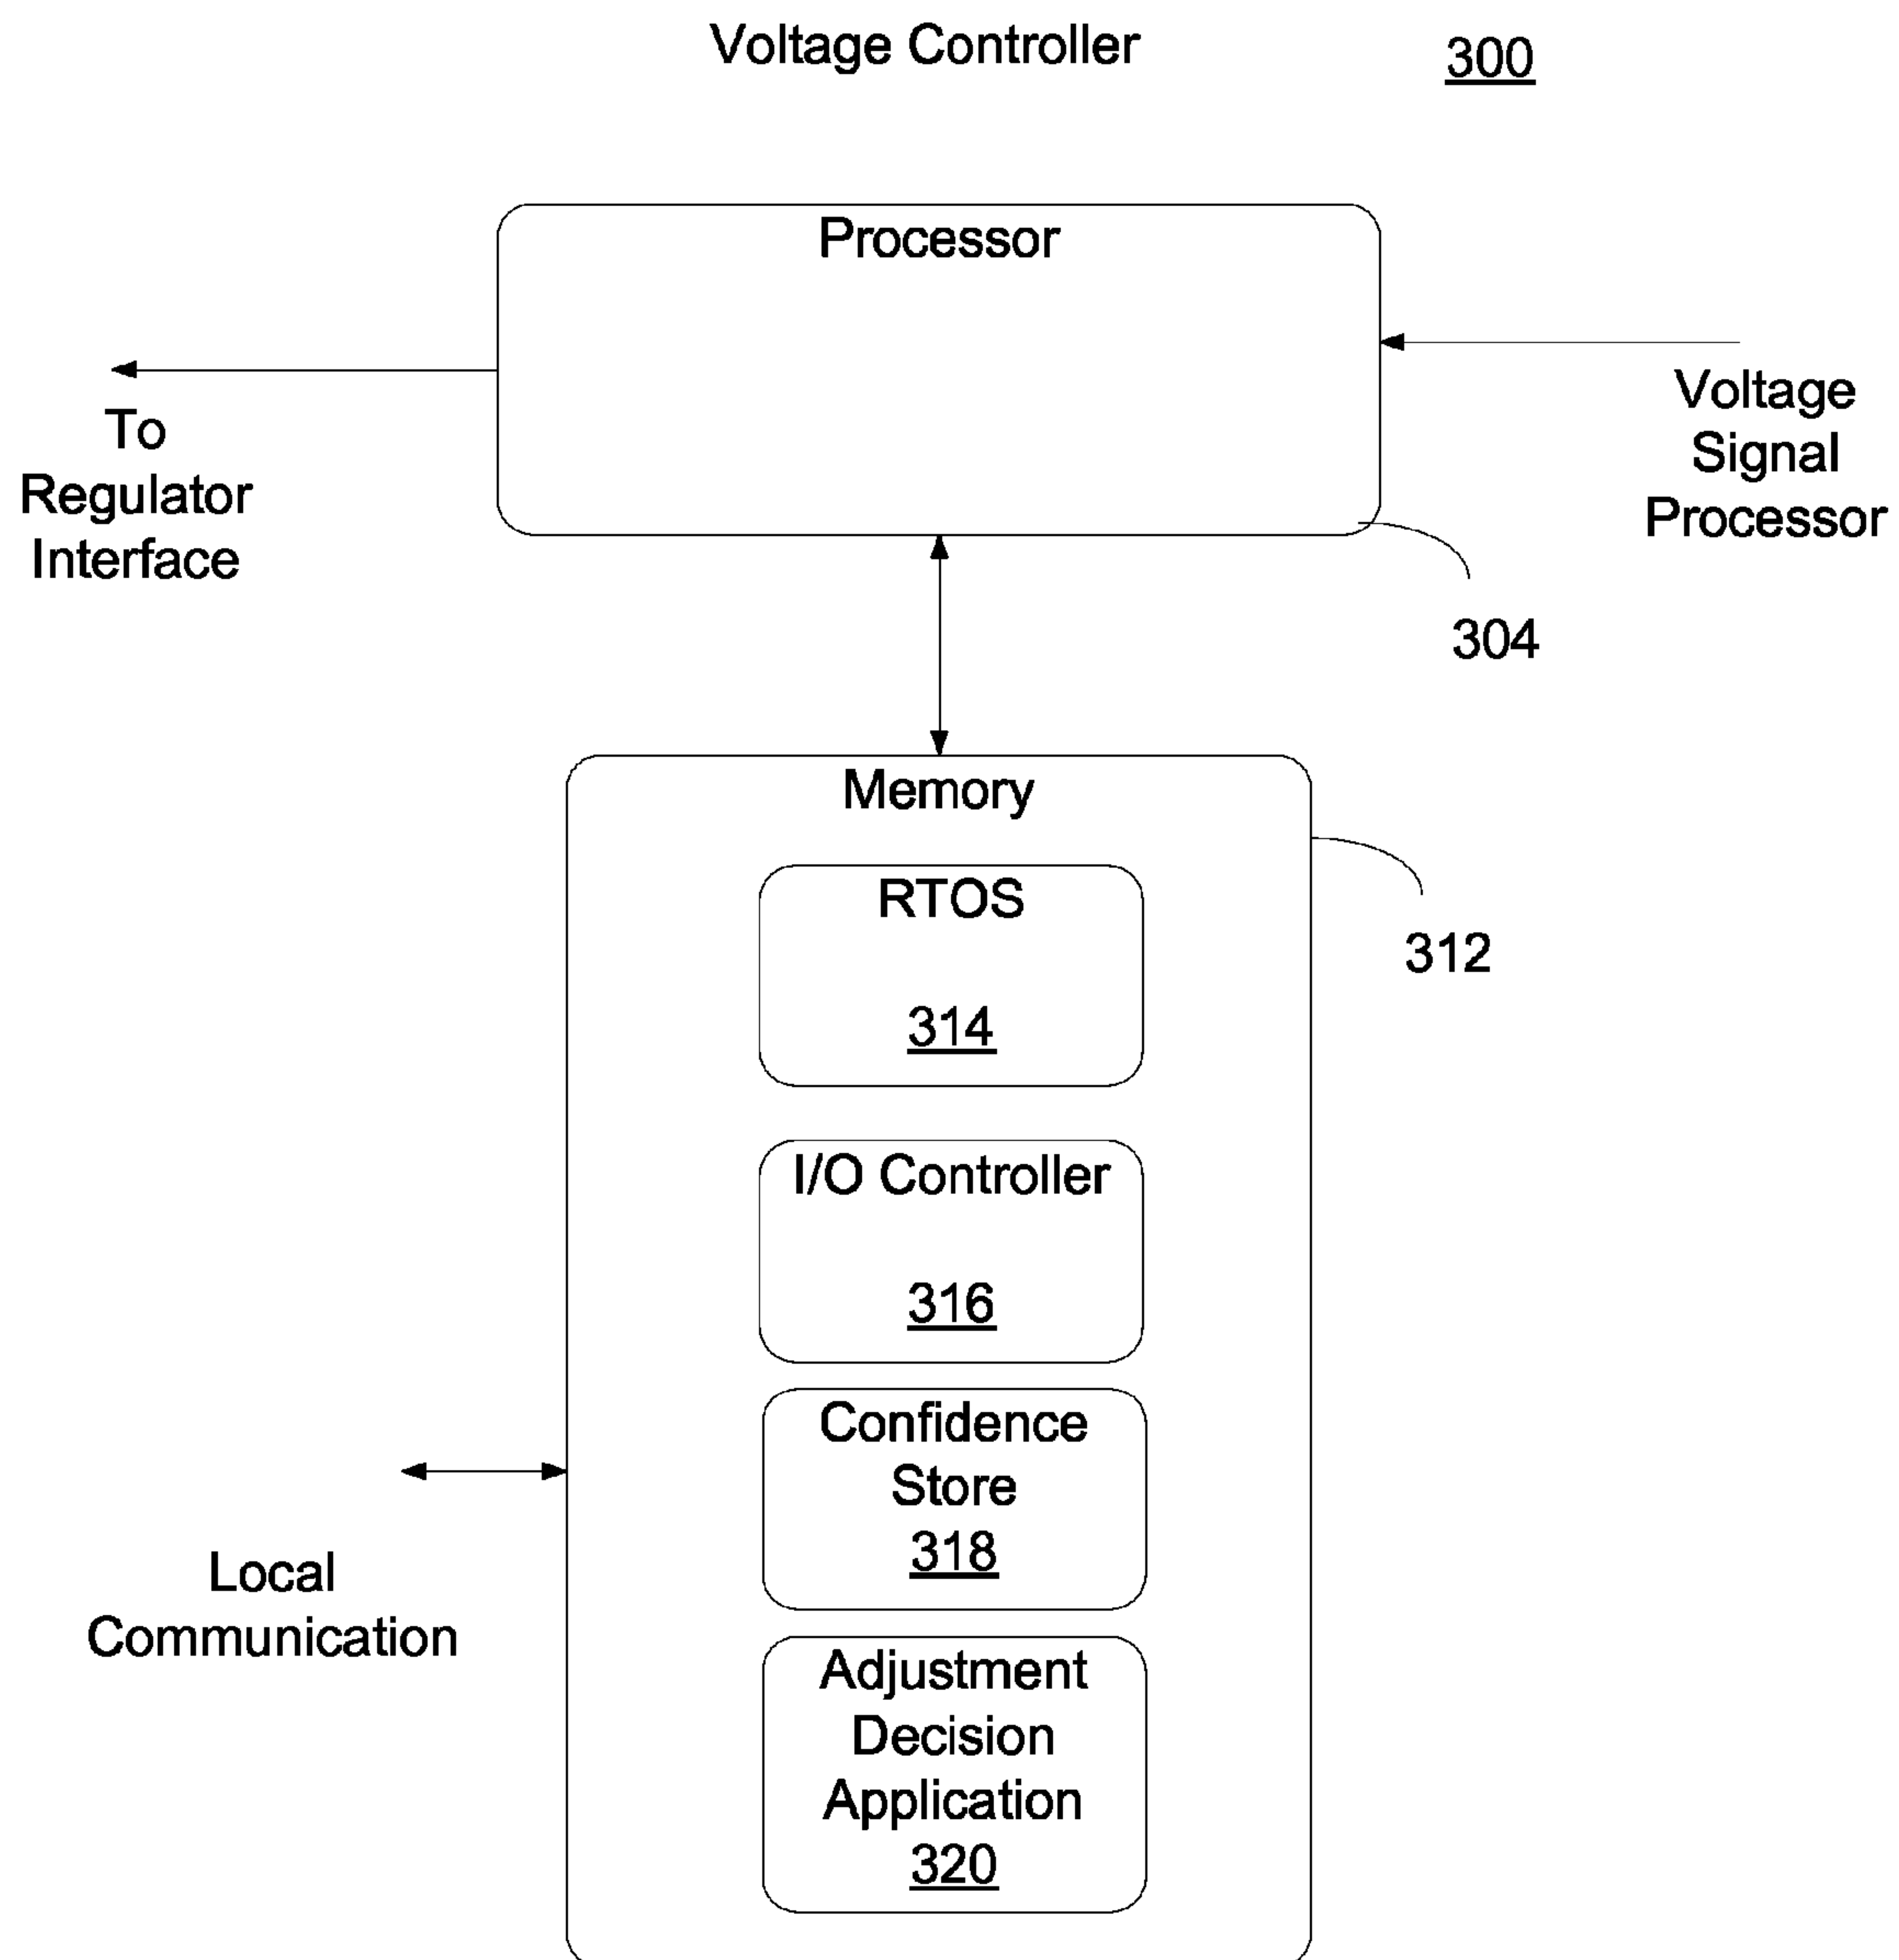 Voltage Controller
300
Processor
To
Regulator
Interface
Voltage
Signal
Processor
304
Memory
312
RTOS
314
I/O Controller
316
Confidence
Store
318
Local
Communication
Adjustment
Decision
Application
320